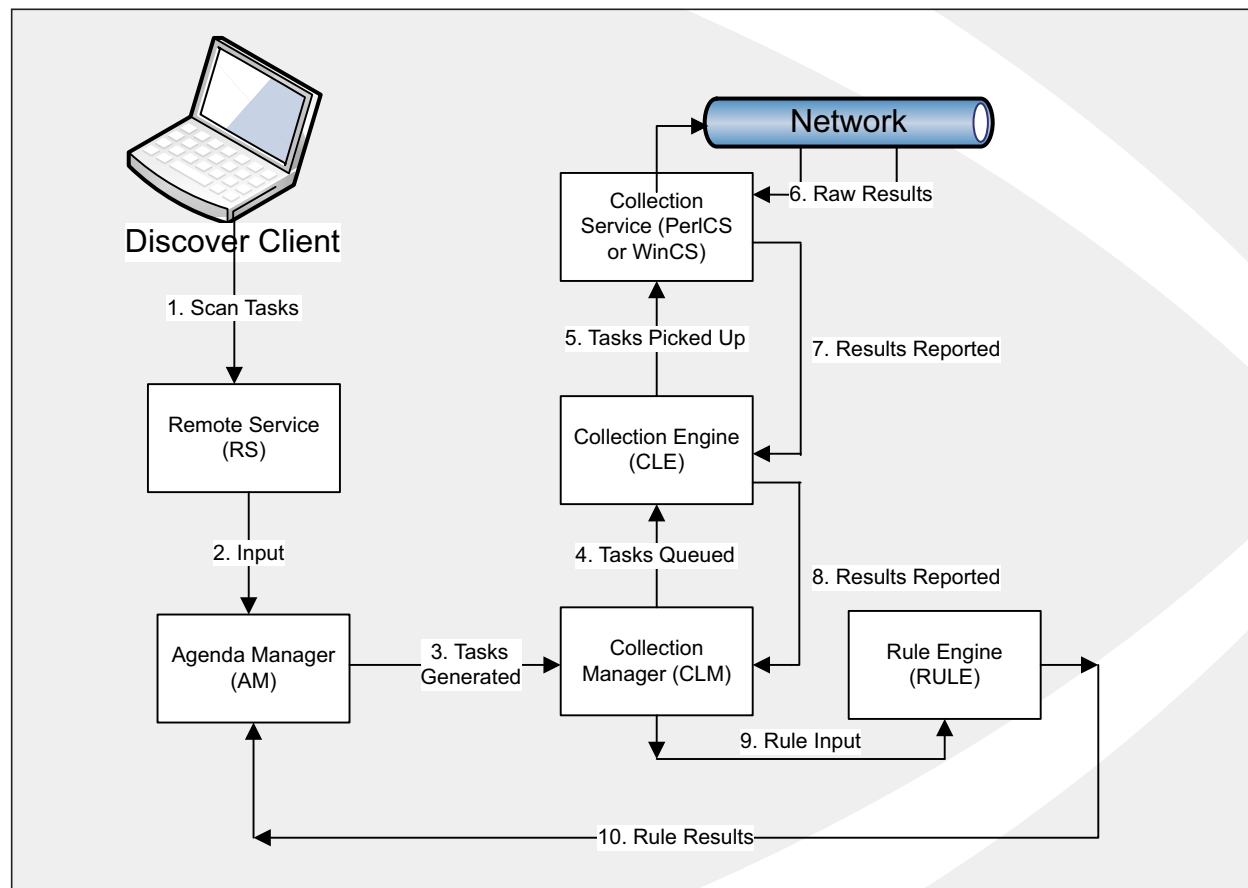 Discover Client
1. Scan Tasks
Remote Service
(RS)
2. Input
Agenda Manager
(AM)
3. Tasks
Generated
Collection
Manager (CLM)
4. Tasks Queued
Collection Engine
(CLE)
5. Tasks Picked Up
Collection
Service (PerlCS
or WinCS)
Network
6. Raw Results
7. Results Reported
8. Results Reported
9. Rule Input
Rule Engine
(RULE)
10. Rule Results